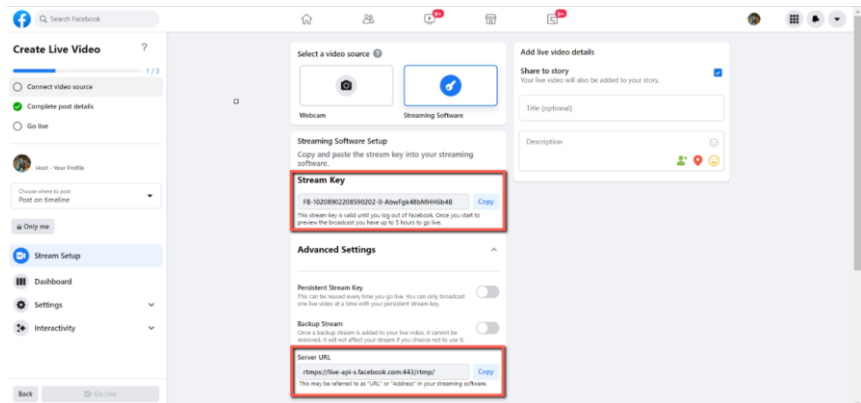 Search Facebook
9+
9+
Create Live Video
?
1 / 3
Connect video source
Complete post details
Go live
Host - Your Profile
Choose where to post
Post on timeline
Only me
Stream Setup
Dashboard
Settings
Interactivity
Back
Go Live
Select a video source
Webcam
Streaming Software
Streaming Software Setup
Copy and paste the stream key into your streaming
software.
Stream Key
Copy
This stream key is valid until you log out of Facebook. Once you start to
preview the broadcast you have up to 5 hours to go live.
Advanced Settings
Persistent Stream Key
This can be reused every time you go live. You can only broadcast
one live video at a time with your persistent stream key.
Backup Stream
Once a backup stream is added to your live video, it cannot be
removed. It will not affect your stream if you choose not to use it.
Server URL
rtmps://live-api-s.facebook.com:443/rtmp/
Copy
This may be referred to as "URL" or "Address" in your streaming software.
Add live video details
Share to story
Your live video will also be added to your story.
Title (optional)
Description